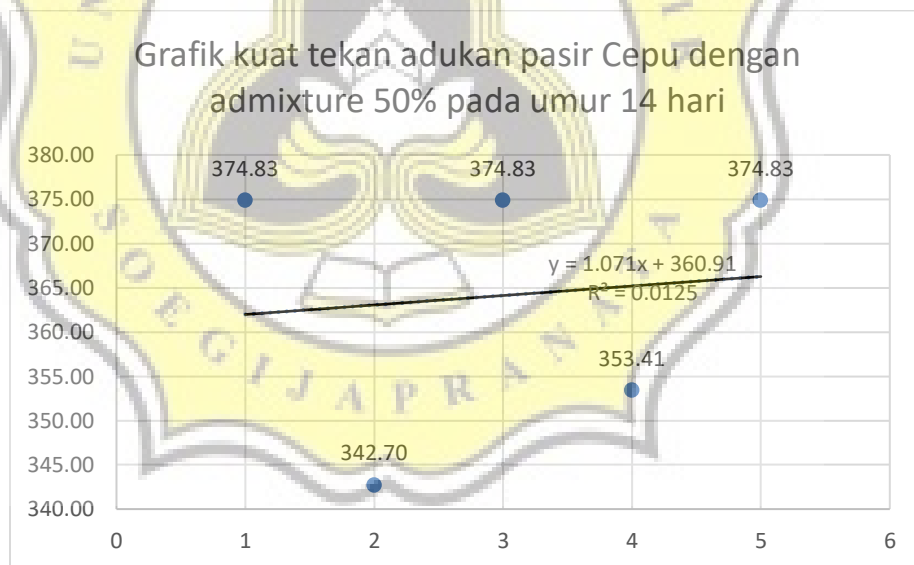 Grafik kuat tekan adukan pasir Cepu dengan
admixture 50% pada umur 14 hari
380.00
375.00
370.00
365.00
360.00
355.00
350.00
345.00
340.00
374.83
374.83
374.83
y = 1.071x + 360.91
R² = 0.0125
353.41
342.70
0 1 2 3 4 5 6
SOEGIJAPRANATA